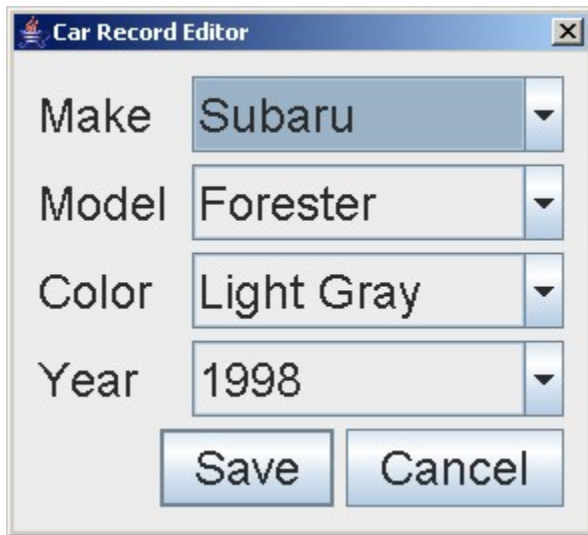 Car Record Editor
Make Subaru
Model Forester
Color Light Gray
Year 1998
Save Cancel